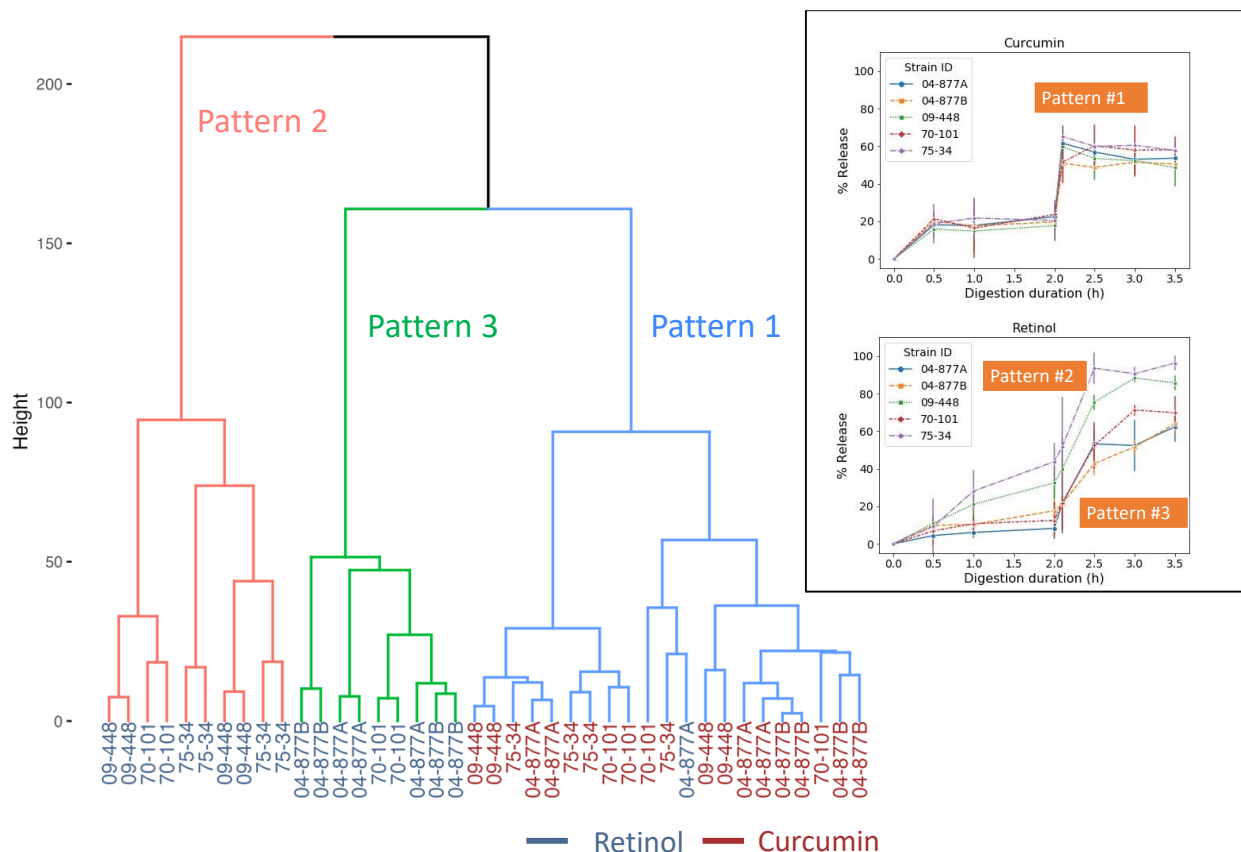 Height
200
150
100
50
0
Pattern 2
Pattern 3
Pattern 1
09-448
09-448
70-101
70-101
75-34
75-34
09-448
09-448
75-34
75-34
04-877B
04-877B
04-877A
04-877A
70-101
70-101
04-877A
04-877B
04-877B
09-448
09-448
75-34
04-877A
04-877A
75-34
75-34
70-101
70-101
70-101
75-34
04-877A
09-448
09-448
04-877A
04-877A
04-877B
04-877B
70-101
04-877B
04-877B
Retinol
Curcumin
Curcumin
Strain ID
04-877A
04-877B
09-448
70-101
75-34
Pattern #1
% Release
100
80
60
40
20
0
0.0 0.5 1.0 1.5 2.0 2.5 3.0 3.5
Digestion duration (h)
Retinol
Strain ID
04-877A
04-877B
09-448
70-101
75-34
Pattern #2
Pattern #3
% Release
100
80
60
40
20
0
0.0 0.5 1.0 1.5 2.0 2.5 3.0 3.5
Digestion duration (h)